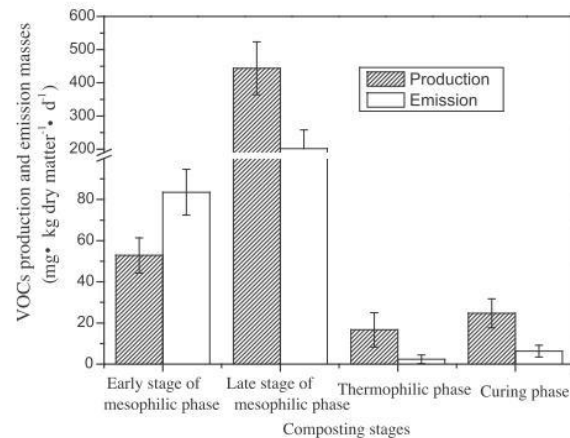 VOCs production and emission masses
(mg• kg dry matter⁻¹• d⁻¹)
600
500
400
300
200
80
60
40
20
0
Production
Emission
Early stage of
mesophilic phase
Late stage of
mesophilic phase
Thermophilic phase
Curing phase
Composting stages